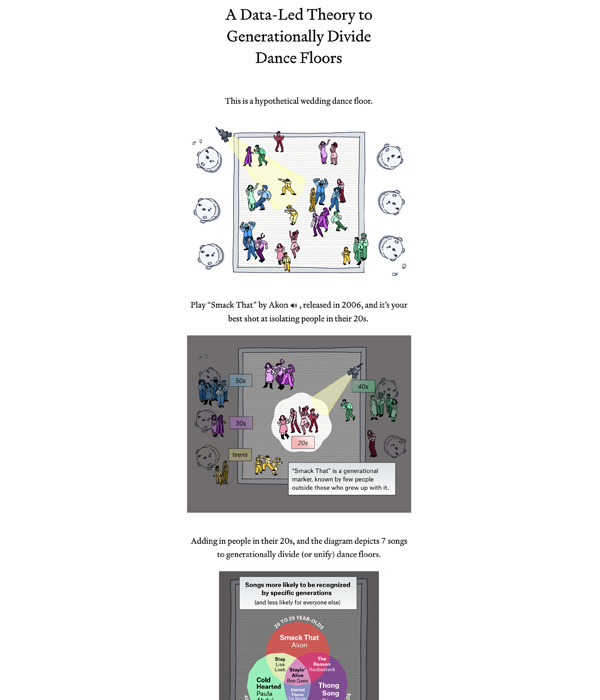 A Data-Led Theory to
Generationally Divide
Dance Floors
This is a hypothetical wedding dance floor.
Play “Smack That” by Akon , released in 2006, and it’s your
best shot at isolating people in their 20s.
50s
40s
30s
20s
teens
“Smack That” is a generational
marker, known by few people
outside those who grew up with it.
Adding in people in their 20s, and the diagram depicts 7 songs
to generationally divide (or unify) dance floors.
Songs more likely to be recognized
by specific generations
(and less likely for everyone else)
20 TO 29 YEAR-OLDS
Smack That
Akon
Stay
Lisa
Loeb
The
Reason
Hoobastank
Stayin’
Alive
Bee Gees
Cold
Hearted
Paula
Thong
Song
Eternal
Flame